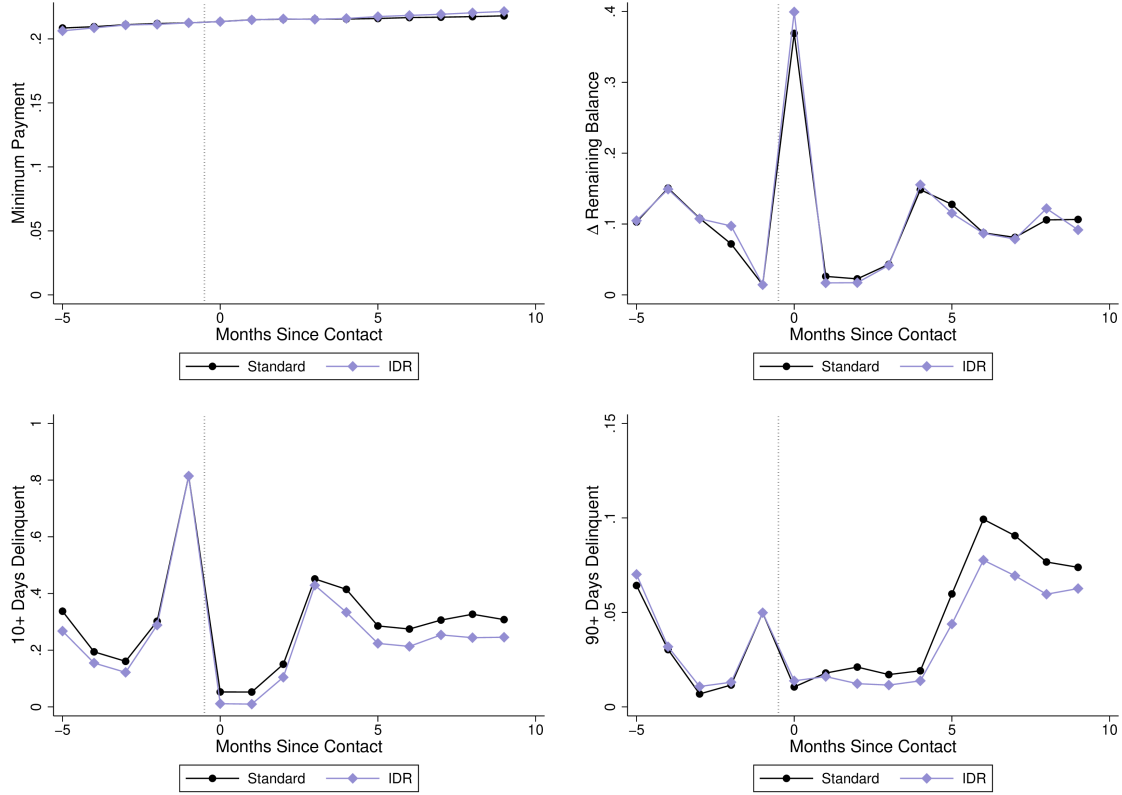 Minimum Payment
.2
.15
.1
.05
0
−5
0
5
10
Months Since Contact
Standard
IDR
Δ Remaining Balance
.4
.3
.2
.1
0
−5
0
5
10
Months Since Contact
Standard
IDR
10+ Days Delinquent
1
.8
.6
.4
.2
0
−5
0
5
10
Months Since Contact
Standard
IDR
90+ Days Delinquent
.15
.1
.05
0
−5
0
5
10
Months Since Contact
Standard
IDR